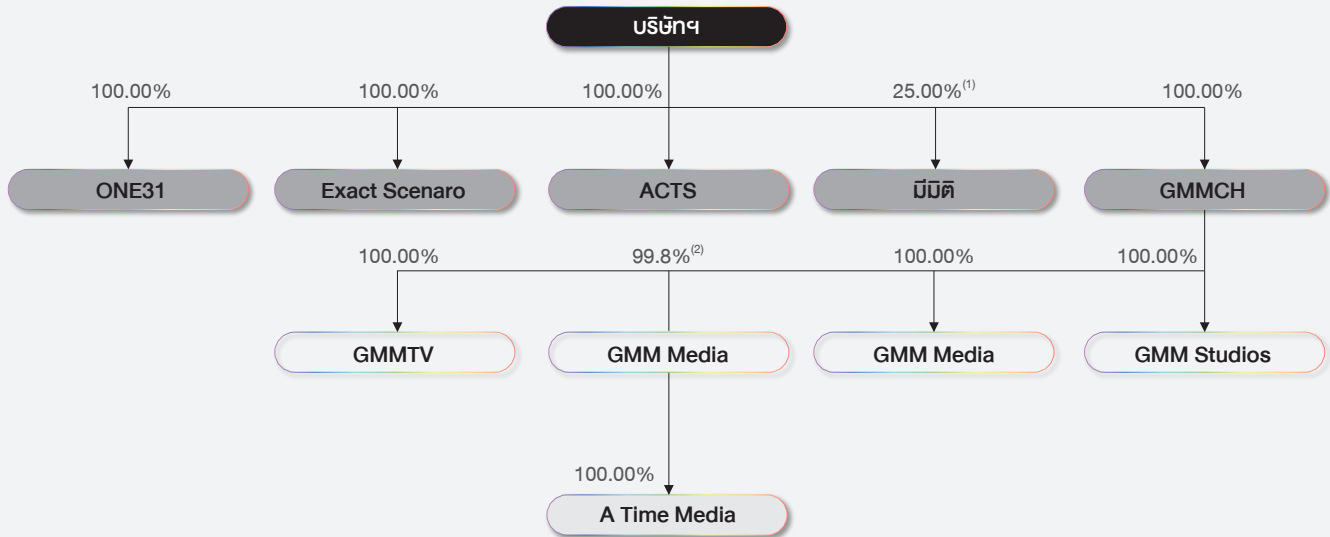 บริษัทฯ
100.00% 100.00% 100.00% 25.00%(1) 100.00%
ONE31 Exact Scenaro ACTS มีมิติ GMMCH
100.00% 99.8%(2) 100.00% 100.00%
GMMTV GMM Media GMM Media GMM Studios
100.00%
A Time Media